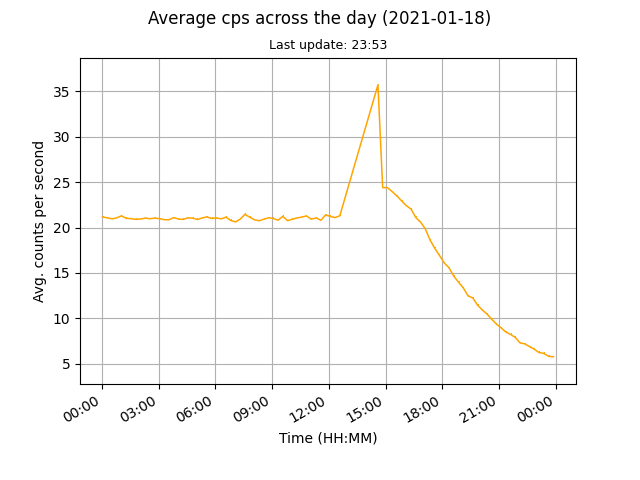 Average cps across the day (2021-01-18)
Last update: 23:53
Avg. counts per second
35
30
25
20
15
10
5
00:00 03:00 06:00 09:00 12:00 15:00 18:00 21:00 00:00
Time (HH:MM)